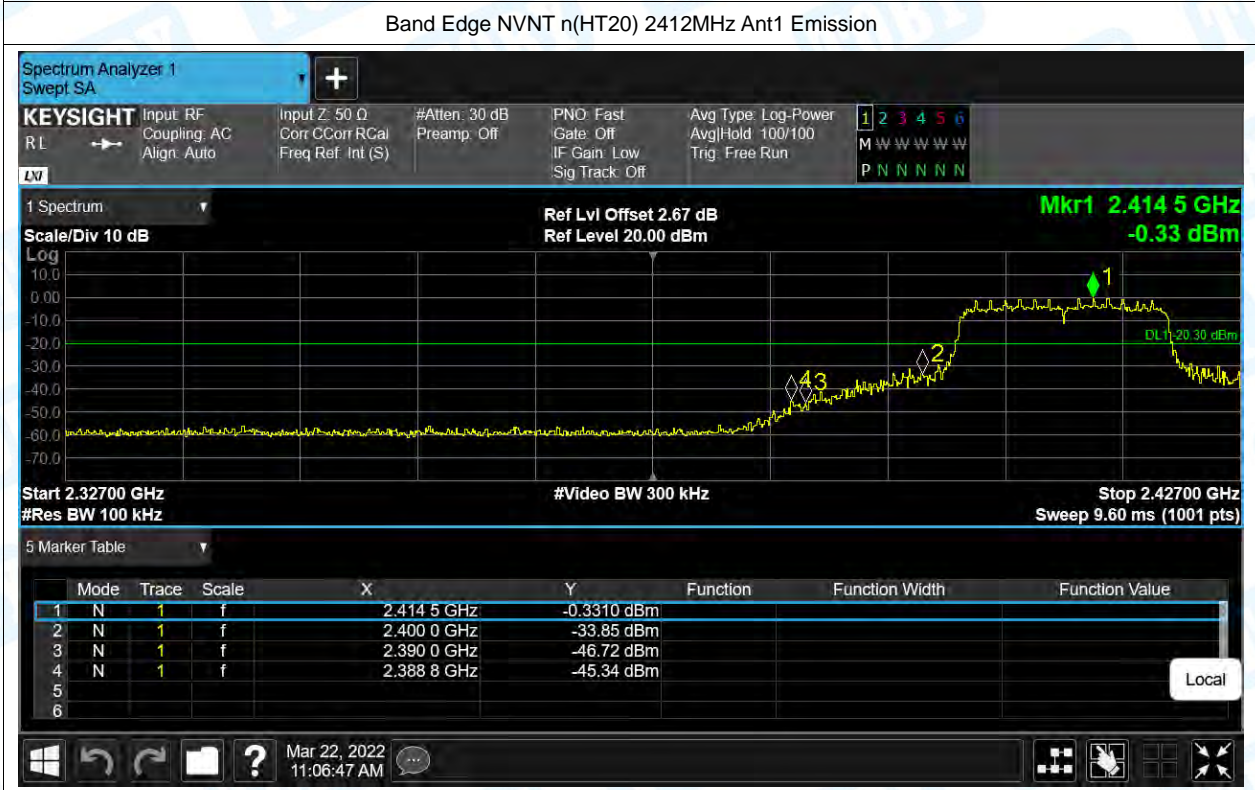 Band Edge NVNT n(HT20) 2412MHz Ant1 Emission
Spectrum Analyzer 1
Swept SA
+
KEYSIGHT
RL
LXI
Input: RF
Coupling: AC
Align: Auto
Input Z: 50 Ω
Corr CCorr RCal
Freq Ref: Int (S)
#Atten: 30 dB
Preamp: Off
PNO: Fast
Gate: Off
IF Gain: Low
Sig Track: Off
Avg Type: Log-Power
Avg|Hold: 100/100
Trig: Free Run
1 2 3 4 5 6
M W W W W W
P N N N N N
1 Spectrum
Scale/Div 10 dB
Ref Lvl Offset 2.67 dB
Ref Level 20.00 dBm
Mkr1 2.414 5 GHz
-0.33 dBm
Log
10.0
0.00
-10.0
-20.0
-30.0
-40.0
-50.0
-60.0
-70.0
1
2
4 3
DL1 -20.30 dBm
Start 2.32700 GHz
#Res BW 100 kHz
#Video BW 300 kHz
Stop 2.42700 GHz
Sweep 9.60 ms (1001 pts)
5 Marker Table
Mode Trace Scale X Y Function Function Width Function Value
1 N 1 f 2.414 5 GHz -0.3310 dBm
2 N 1 f 2.400 0 GHz -33.85 dBm
3 N 1 f 2.390 0 GHz -46.72 dBm
4 N 1 f 2.388 8 GHz -45.34 dBm
5
6
Local
?
Mar 22, 2022
11:06:47 AM